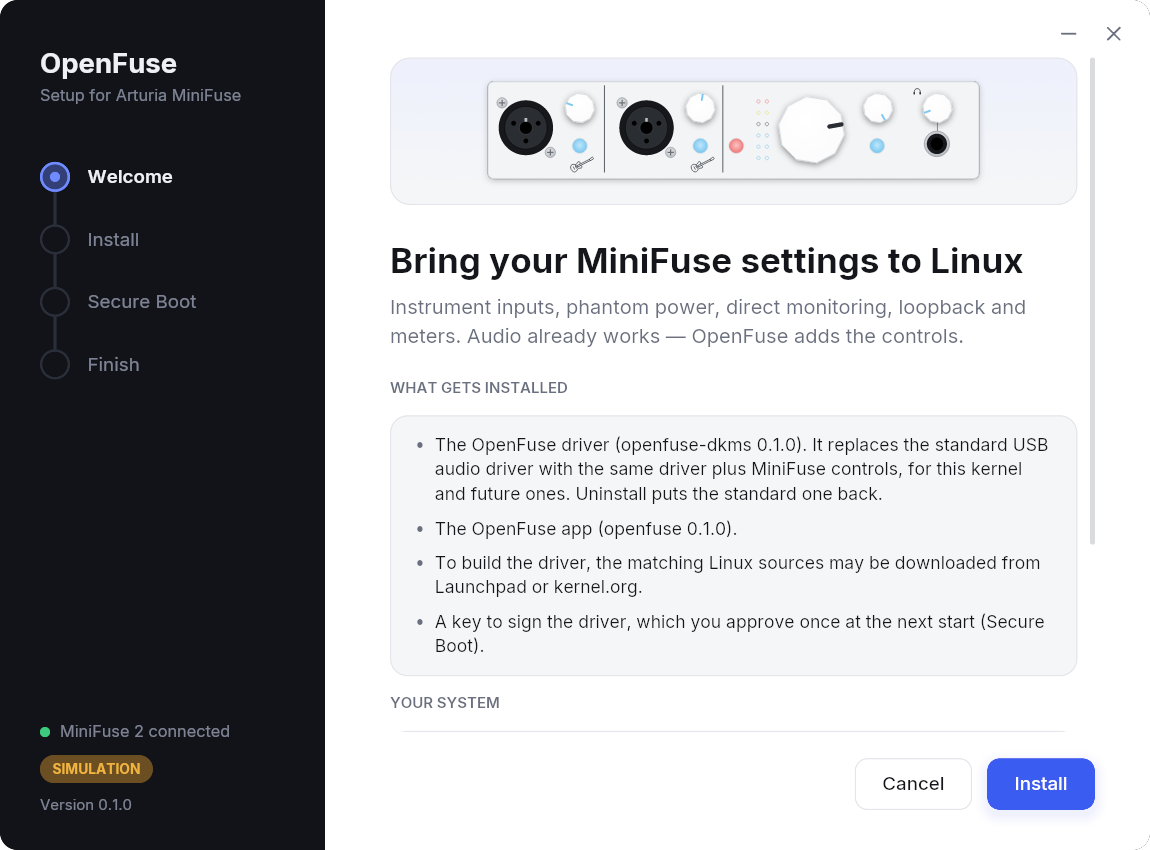 OpenFuse
Setup for Arturia MiniFuse
Welcome
Install
Secure Boot
Finish
MiniFuse 2 connected
SIMULATION
Version 0.1.0
Bring your MiniFuse settings to Linux
Instrument inputs, phantom power, direct monitoring, loopback and
meters. Audio already works — OpenFuse adds the controls.
WHAT GETS INSTALLED
• The OpenFuse driver (openfuse-dkms 0.1.0). It replaces the standard USB
audio driver with the same driver plus MiniFuse controls, for this kernel
and future ones. Uninstall puts the standard one back.
• The OpenFuse app (openfuse 0.1.0).
• To build the driver, the matching Linux sources may be downloaded from
Launchpad or kernel.org.
• A key to sign the driver, which you approve once at the next start (Secure
Boot).
YOUR SYSTEM
Cancel
Install